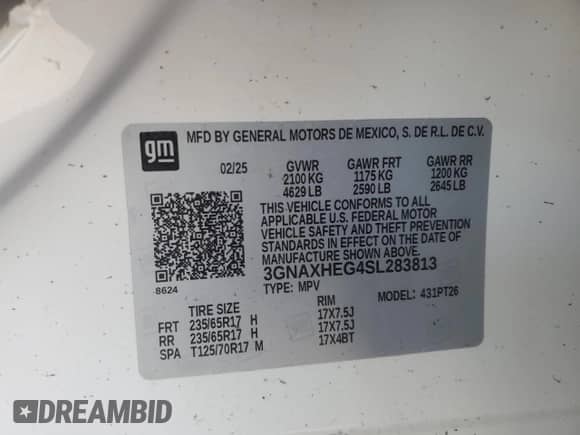 gm MFD BY GENERAL MOTORS DE MEXICO, S. DE R.L. DE C.V.
02/25 GVWR GAWR FRT GAWR RR
2100 KG 1175 KG 1200 KG
4629 LB 2590 LB 2645 LB
THIS VEHICLE CONFORMS TO ALL
APPLICABLE U.S. FEDERAL MOTOR
VEHICLE SAFETY AND THEFT PREVENTION
STANDARDS IN EFFECT ON THE DATE OF
MANUFACTURE SHOWN ABOVE.
3GNAXHEG4SL283813
8624 TYPE: MPV MODEL: 431PT26
TIRE SIZE RIM
FRT 235/65R17 H 17X7.5J
RR 235/65R17 H 17X7.5J
SPA T125/70R17 M 17X4BT
DREAMBID